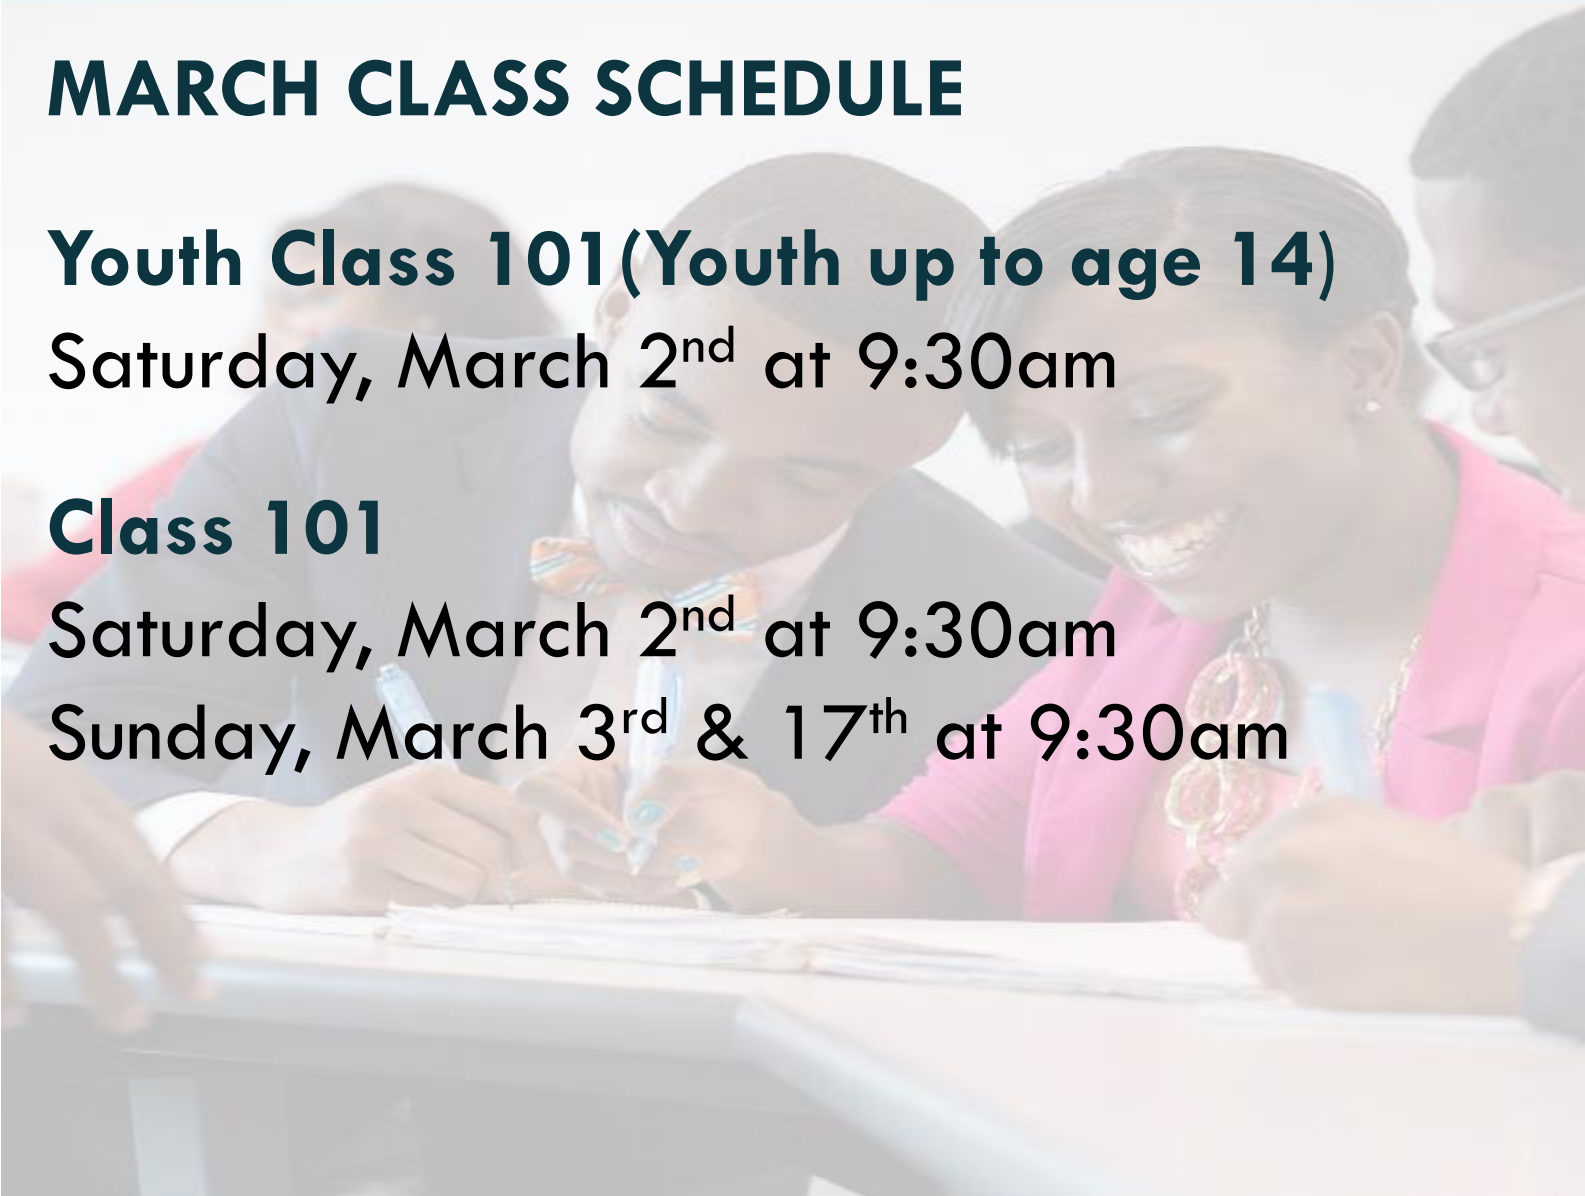 MARCH CLASS SCHEDULE
Youth Class 101(Youth up to age 14)
Saturday, March 2nd at 9:30am
Class 101
Saturday, March 2nd at 9:30am
Sunday, March 3rd & 17th at 9:30am